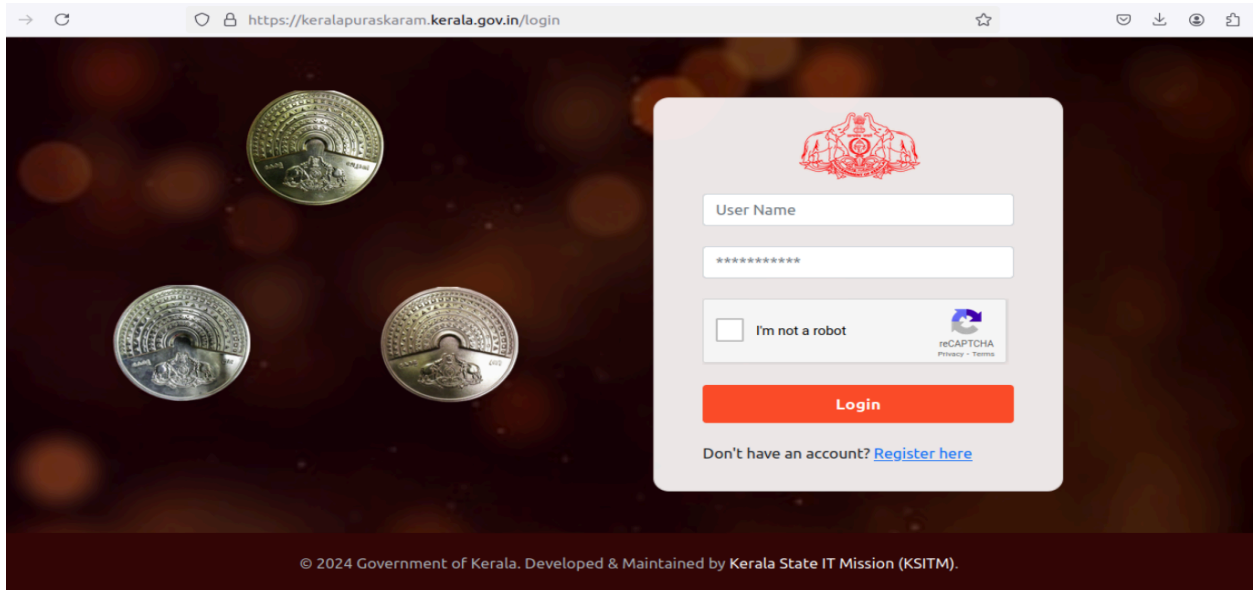 https://keralapuraskaram.kerala.gov.in/login
User Name
***********
I'm not a robot
reCAPTCHA
Privacy - Terms
Login
Don't have an account? Register here
© 2024 Government of Kerala. Developed & Maintained by Kerala State IT Mission (KSITM).